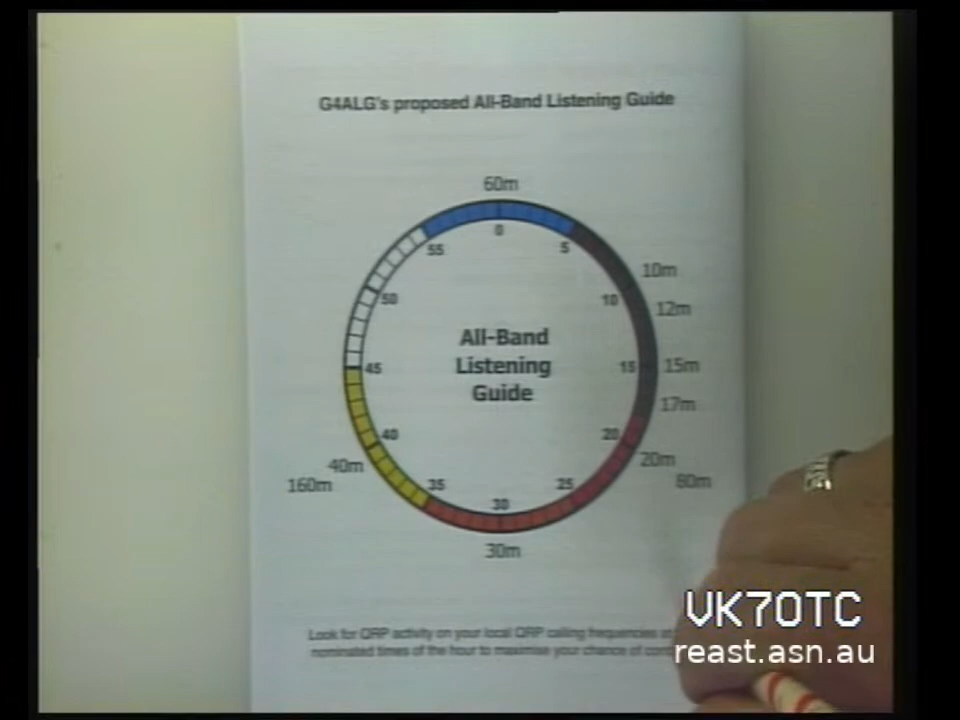 G4ALG's proposed All-Band Listening Guide
60m
0
55
5
10m
50
10
12m
All-Band
Listening
Guide
45
15
15m
17m
40
20
40m
20m
160m
35
25
80m
30
30m
VK7OTC
Look for QRP activity on your local QRP calling frequencies at
nominated times of the hour to maximise your chance of
reast.asn.au